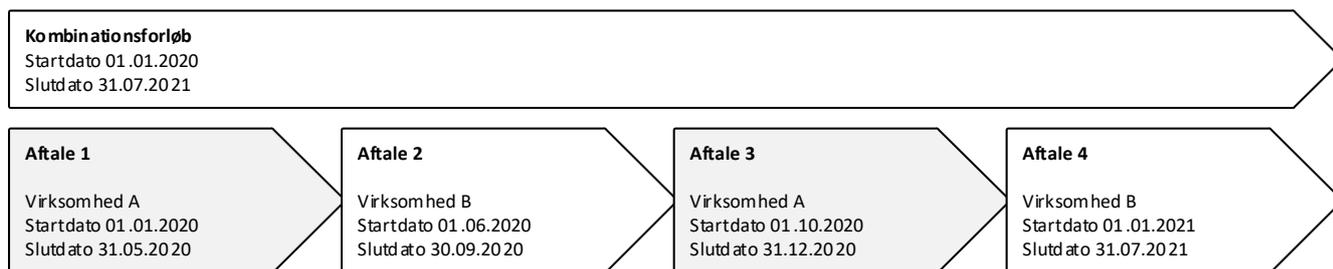 Kombinationsforløb
Startdato 01.01.2020
Slutdato 31.07.2021
Aftale 1
Virksomhed A
Startdato 01.01.2020
Slutdato 31.05.2020
Aftale 2
Virksomhed B
Startdato 01.06.2020
Slutdato 30.09.2020
Aftale 3
Virksomhed A
Startdato 01.10.2020
Slutdato 31.12.2020
Aftale 4
Virksomhed B
Startdato 01.01.2021
Slutdato 31.07.2021